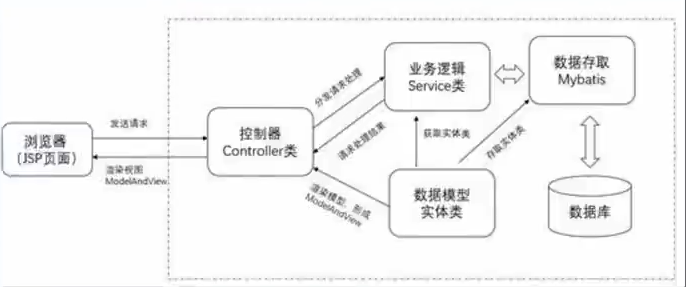 浏览器
(JSP页面)
发送请求
渲染视图
ModelAndView
控制器
Controller类
分发请求处理
请求处理结果
渲染模型，形成
ModelAndView
业务逻辑
Service类
获取实体类
存取实体类
数据模型
实体类
数据存取
Mybatis
数据库